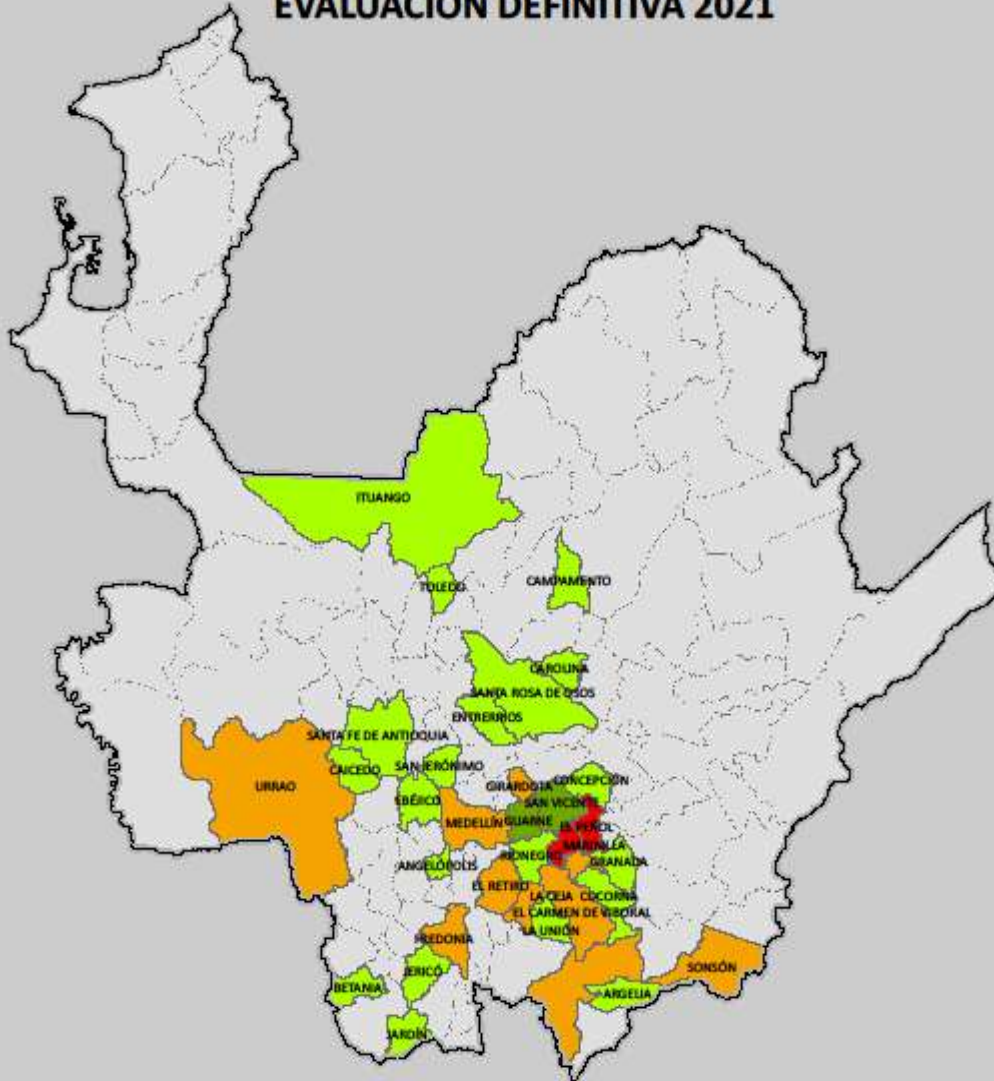 EVALUACIÓN DEFINITIVA 2021
ITUANGO
TOLEDO
CAMPAMENTO
CAROLINA
SANTA ROSA DE OSOS
ENTRERRIOS
SANTA FE DE ANTIOQUIA
SAN JERÓNIMO
CAICEDO
CONCEPCIÓN
GIRARDOTA
URRAO
EBÉJICO
SAN VICENTE
GUARNE
MEDELLÍN
EL PEÑOL
MARINILLA
RIONEGRO
GRANADA
ANGELÓPOLIS
EL RETIRO
LA CEJA
COCORNÁ
EL CARMEN DE VIBORAL
LA UNIÓN
FREDONIA
SONSÓN
JERICÓ
BETANIA
ARGELIA
JARDÍN